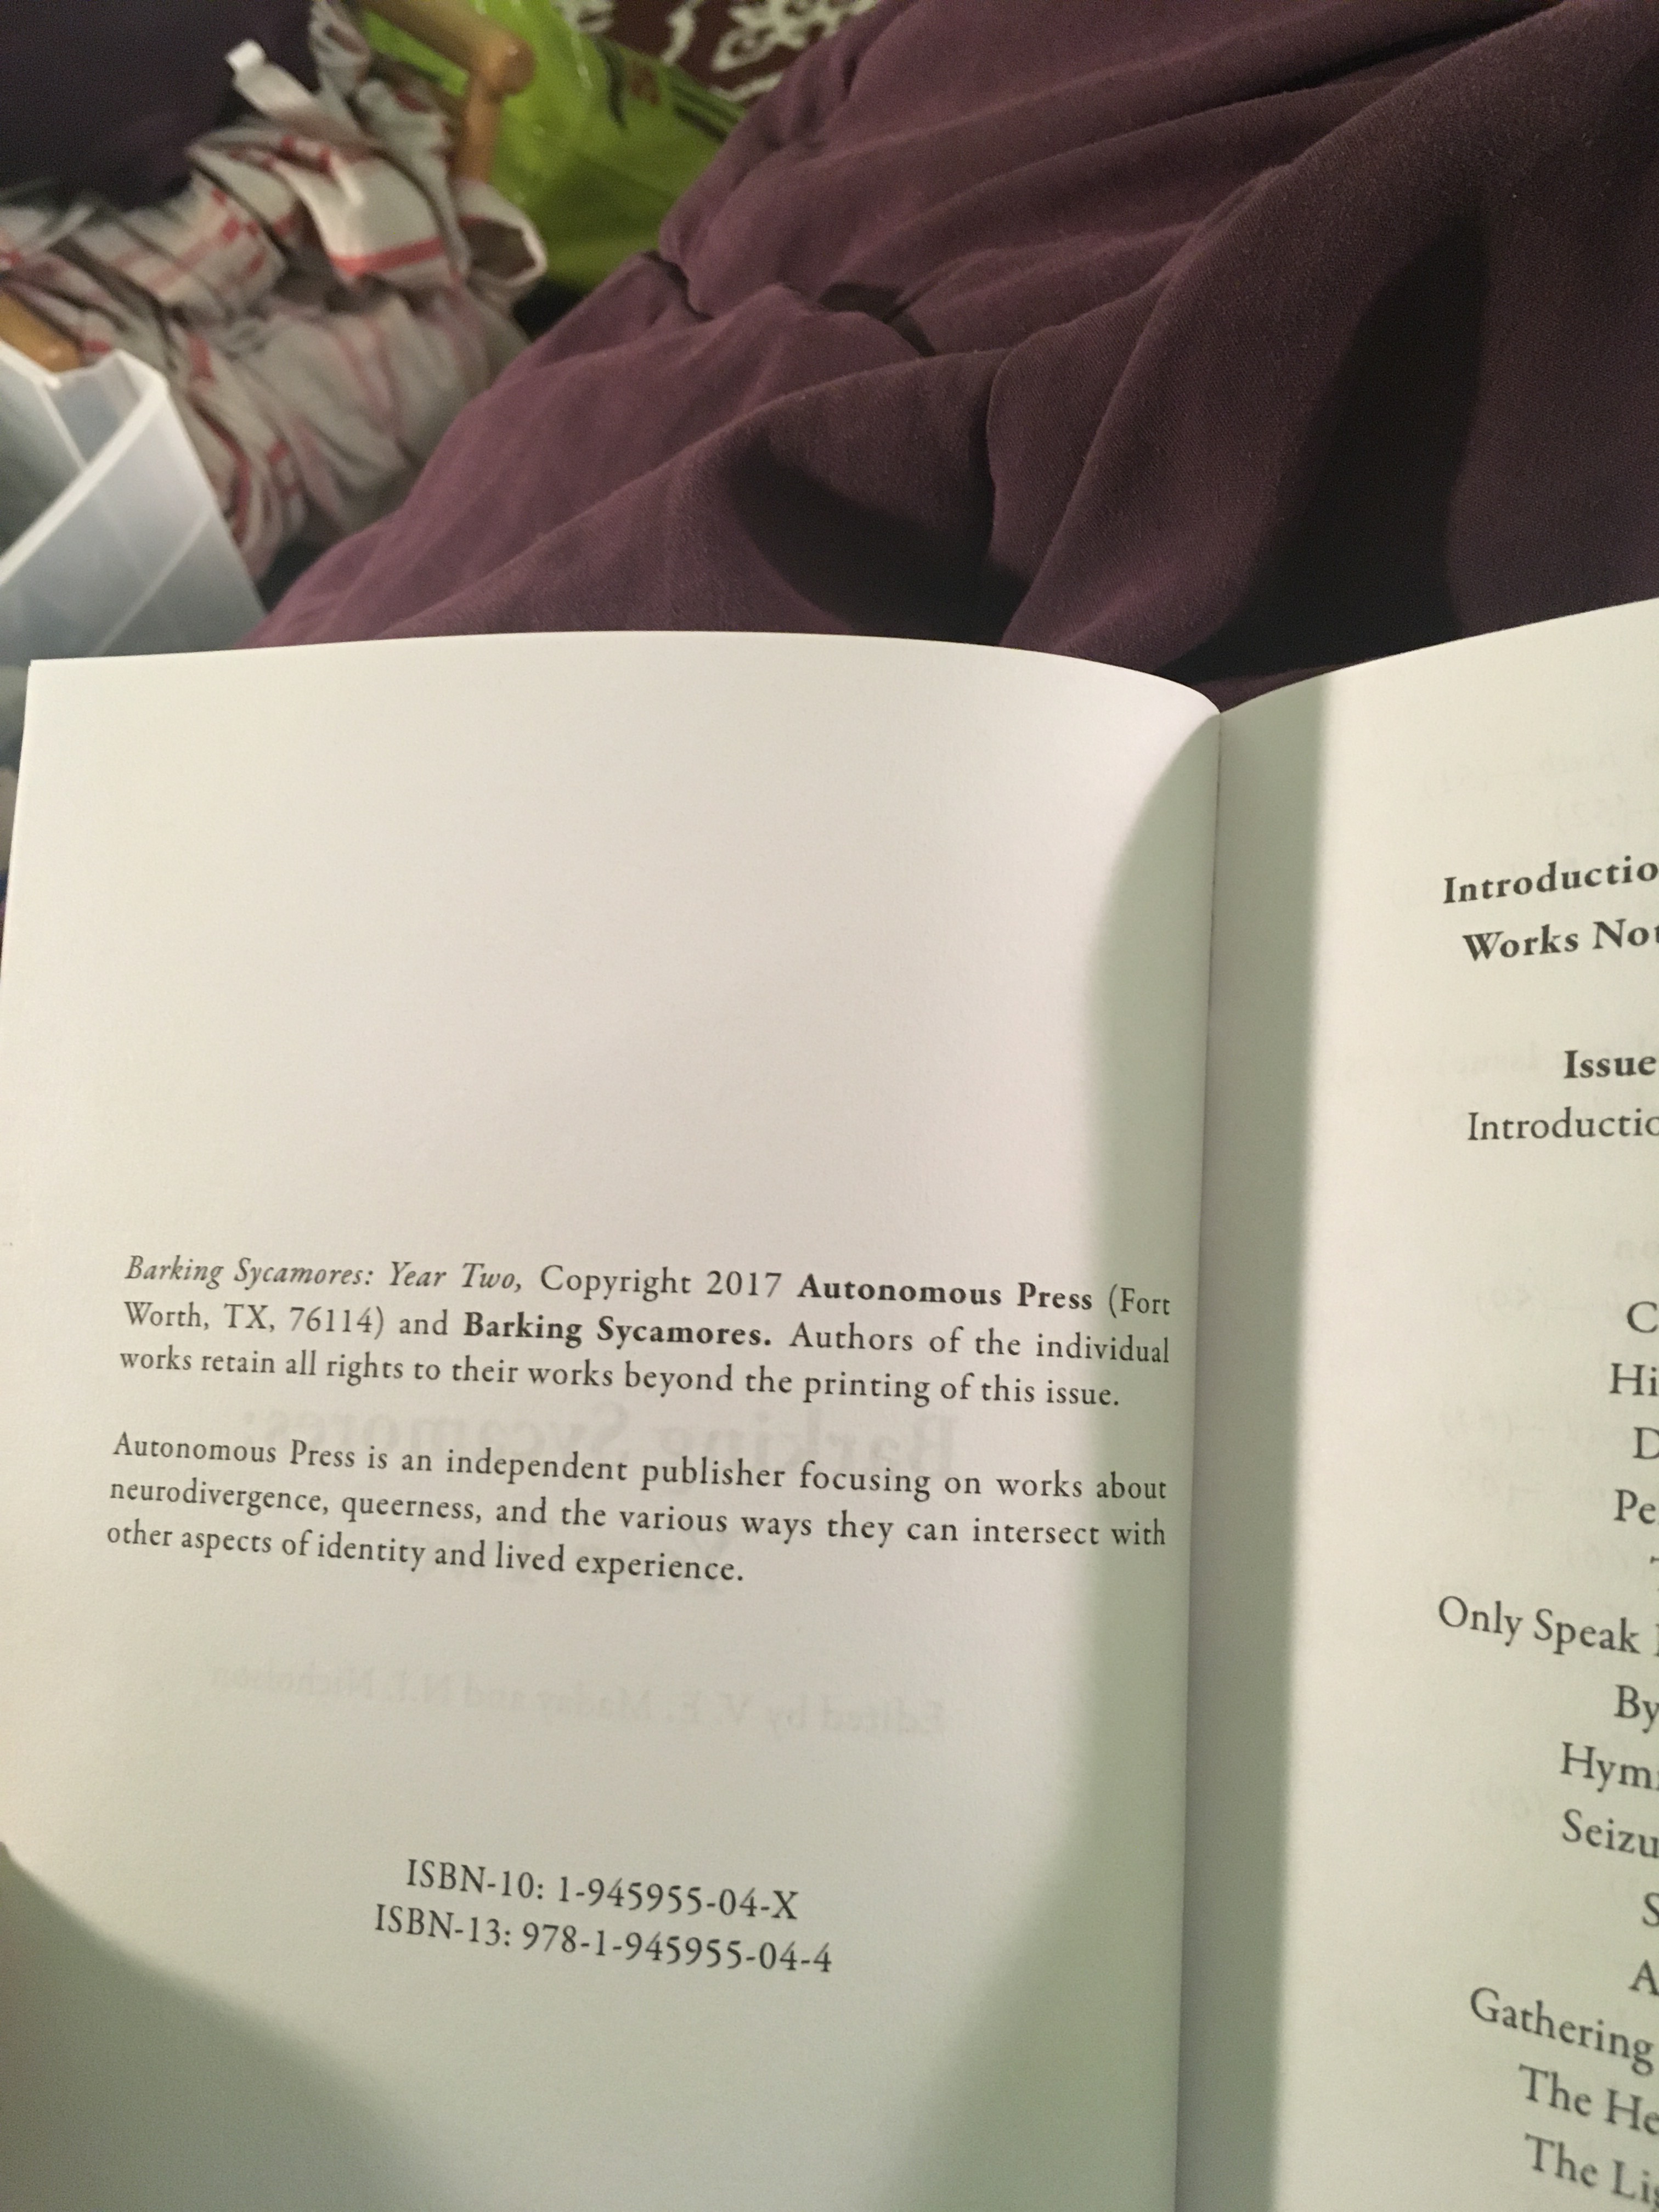 Barking Sycamores: Year Two, Copyright 2017 Autonomous Press (Fort
Worth, TX, 76114) and Barking Sycamores. Authors of the individual
works retain all rights to their works beyond the printing of this issue.
Autonomous Press is an independent publisher focusing on works about
neurodivergence, queerness, and the various ways they can intersect with
other aspects of identity and lived experience.
ISBN-10: 1-945955-04-X
ISBN-13: 978-1-945955-04-4
Introductio
Works Not
Issue
Introductio
C
Hi
D
Pe
Only Speak
By
Hym
Seizu
S
A
Gathering
The He
The Lig